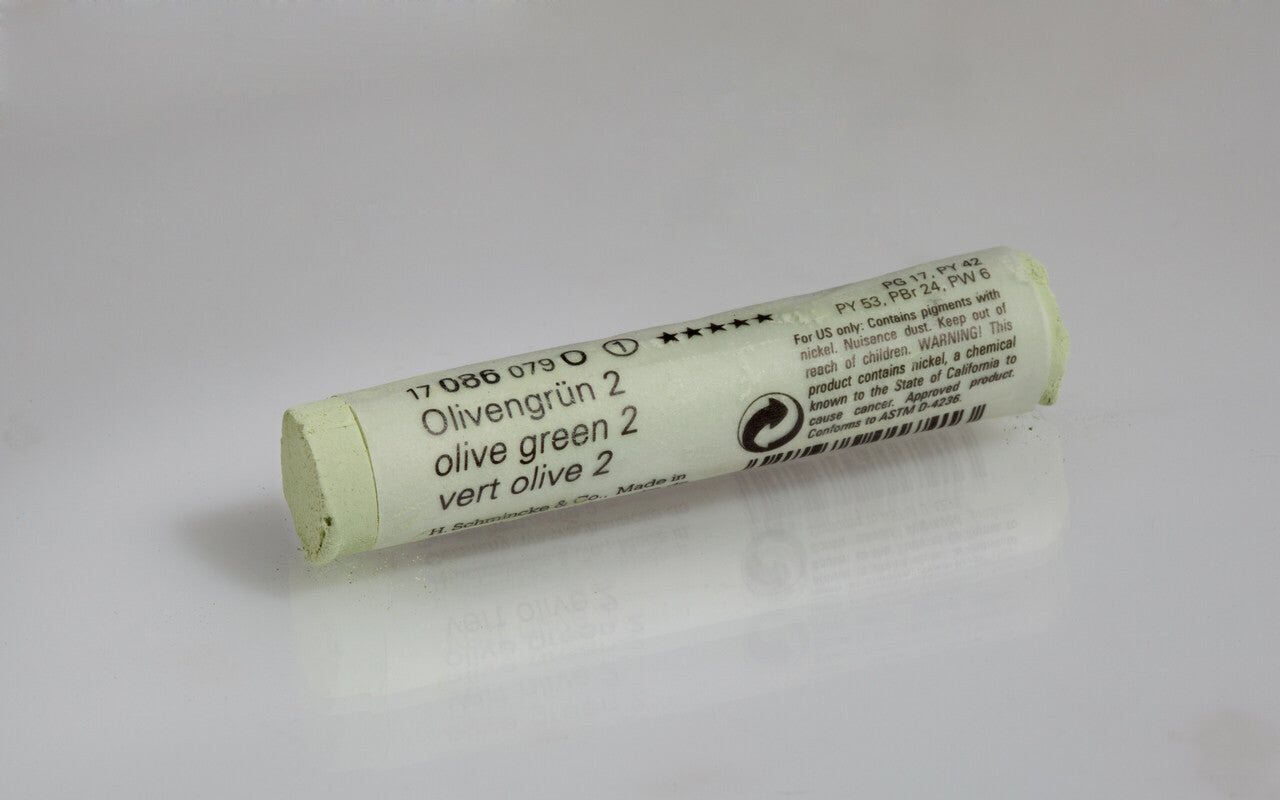 17 086 079 O ① ★★★★★
Olivengrün 2
olive green 2
vert olive 2
H. Schmincke & Co., Made in
PG 17, PY 42
PY 53, PBr 24, PW 6
For US only: Contains pigments with
nickel. Nuisance dust. Keep out of
reach of children. WARNING! This
product contains nickel, a chemical
known to the State of California to
cause cancer. Approved product.
Conforms to ASTM D-4236.